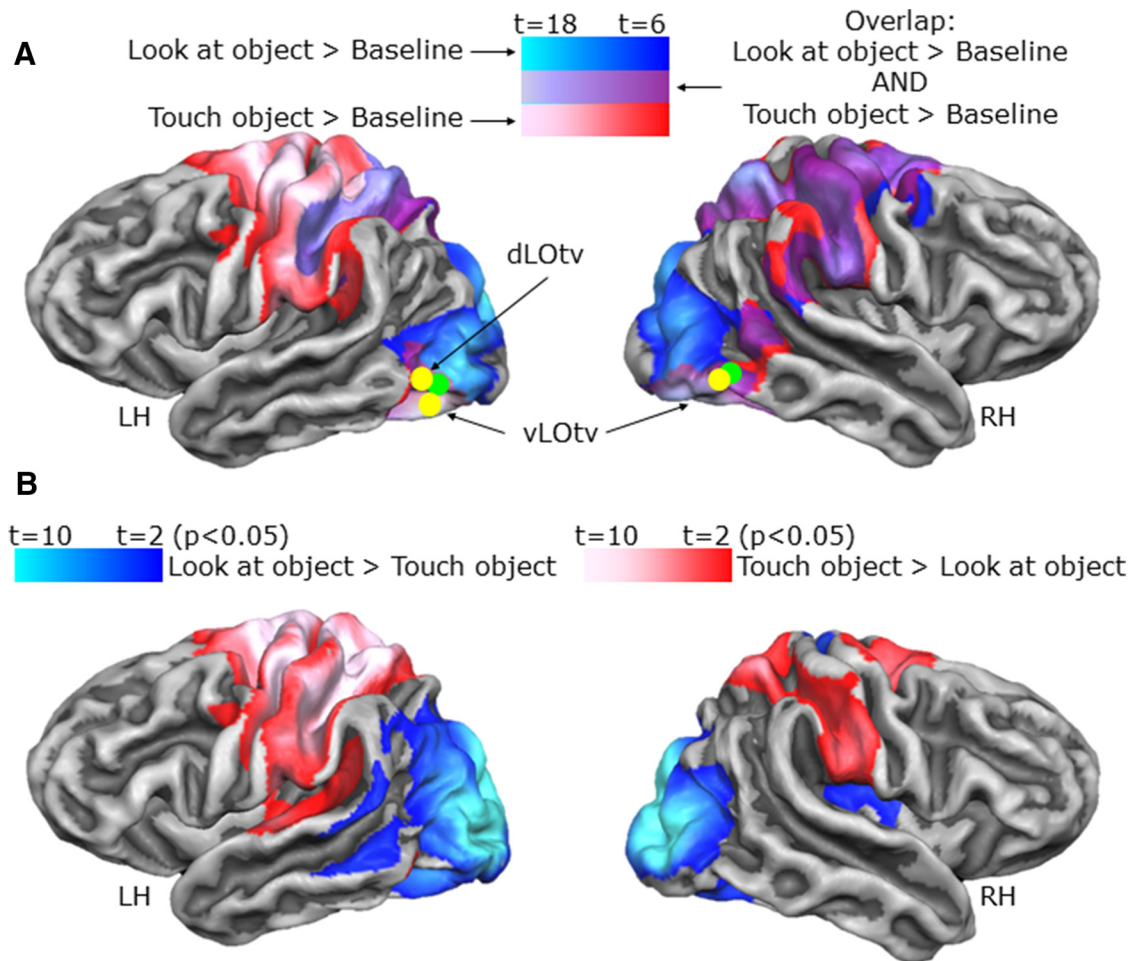 A
t=18 t=6
Look at object > Baseline
Overlap:
Look at object > Baseline
AND
Touch object > Baseline
Touch object > Baseline
dLOtv
LH
vLOtv
RH
B
t=10 t=2 (p<0.05)
Look at object > Touch object
t=10 t=2 (p<0.05)
Touch object > Look at object
LH
RH